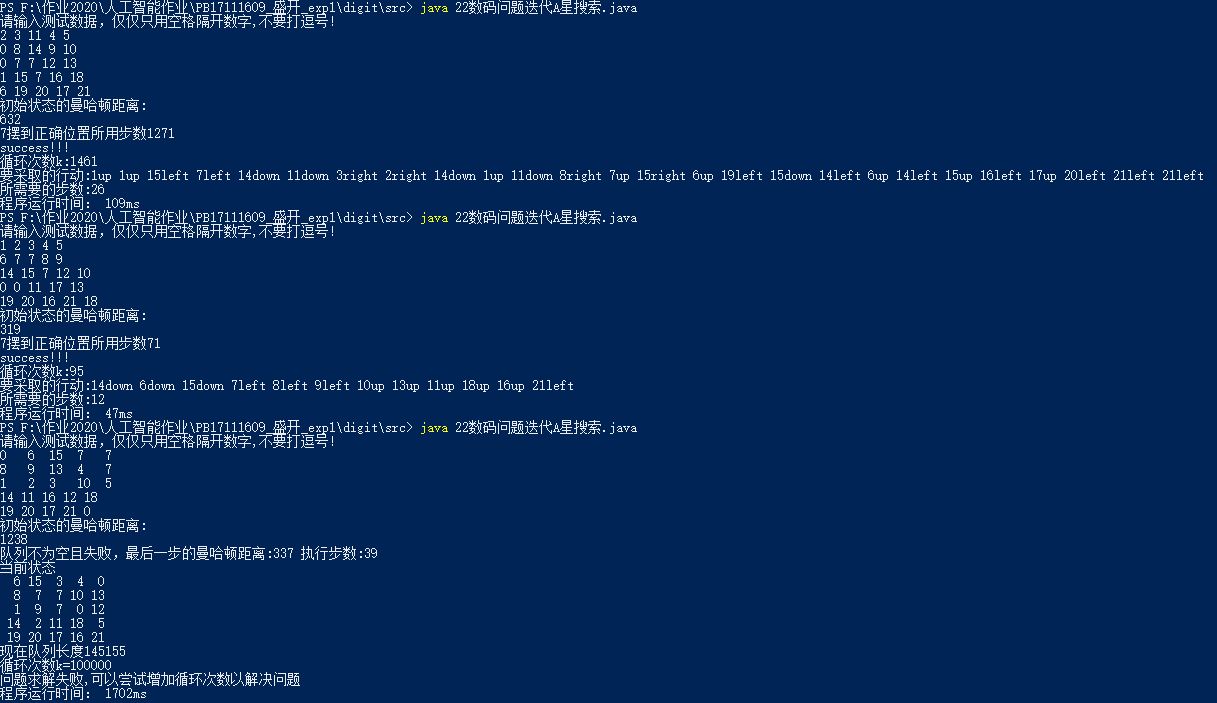 PS F:\作业2020\人工智能作业\PB17111609_盛开_exp1\digit\src> java 22数码问题迭代A星搜索.java
请输入测试数据，仅仅只用空格隔开数字,不要打逗号!
2 3 11 4 5
0 8 14 9 10
0 7 7 12 13
1 15 7 16 18
6 19 20 17 21
初始状态的曼哈顿距离:
632
7摆到正确位置所用步数1271
success!!!
循环次数k:1461
要采取的行动:1up 1up 15left 7left 14down 11down 3right 2right 14down 1up 11down 8right 7up 15right 6up 19left 15down 14left 6up 14left 15up 16left 17up 20left 21left 21left
所需要的步数:26
程序运行时间： 109ms
PS F:\作业2020\人工智能作业\PB17111609_盛开_exp1\digit\src> java 22数码问题迭代A星搜索.java
请输入测试数据，仅仅只用空格隔开数字,不要打逗号!
1 2 3 4 5
6 7 7 8 9
14 15 7 12 10
0 0 11 17 13
19 20 16 21 18
初始状态的曼哈顿距离:
319
7摆到正确位置所用步数71
success!!!
循环次数k:95
要采取的行动:14down 6down 15down 7left 8left 9left 10up 13up 11up 18up 16up 21left
所需要的步数:12
程序运行时间： 47ms
PS F:\作业2020\人工智能作业\PB17111609_盛开_exp1\digit\src> java 22数码问题迭代A星搜索.java
请输入测试数据，仅仅只用空格隔开数字,不要打逗号!
0 6 15 7 7
8 9 13 4 7
1 2 3 10 5
14 11 16 12 18
19 20 17 21 0
初始状态的曼哈顿距离:
1238
队列不为空且失败，最后一步的曼哈顿距离:337 执行步数:39
当前状态
6 15 3 4 0
8 7 7 10 13
1 9 7 0 12
14 2 11 18 5
19 20 17 16 21
现在队列长度145155
循环次数k=100000
问题求解失败,可以尝试增加循环次数以解决问题
程序运行时间： 1702ms